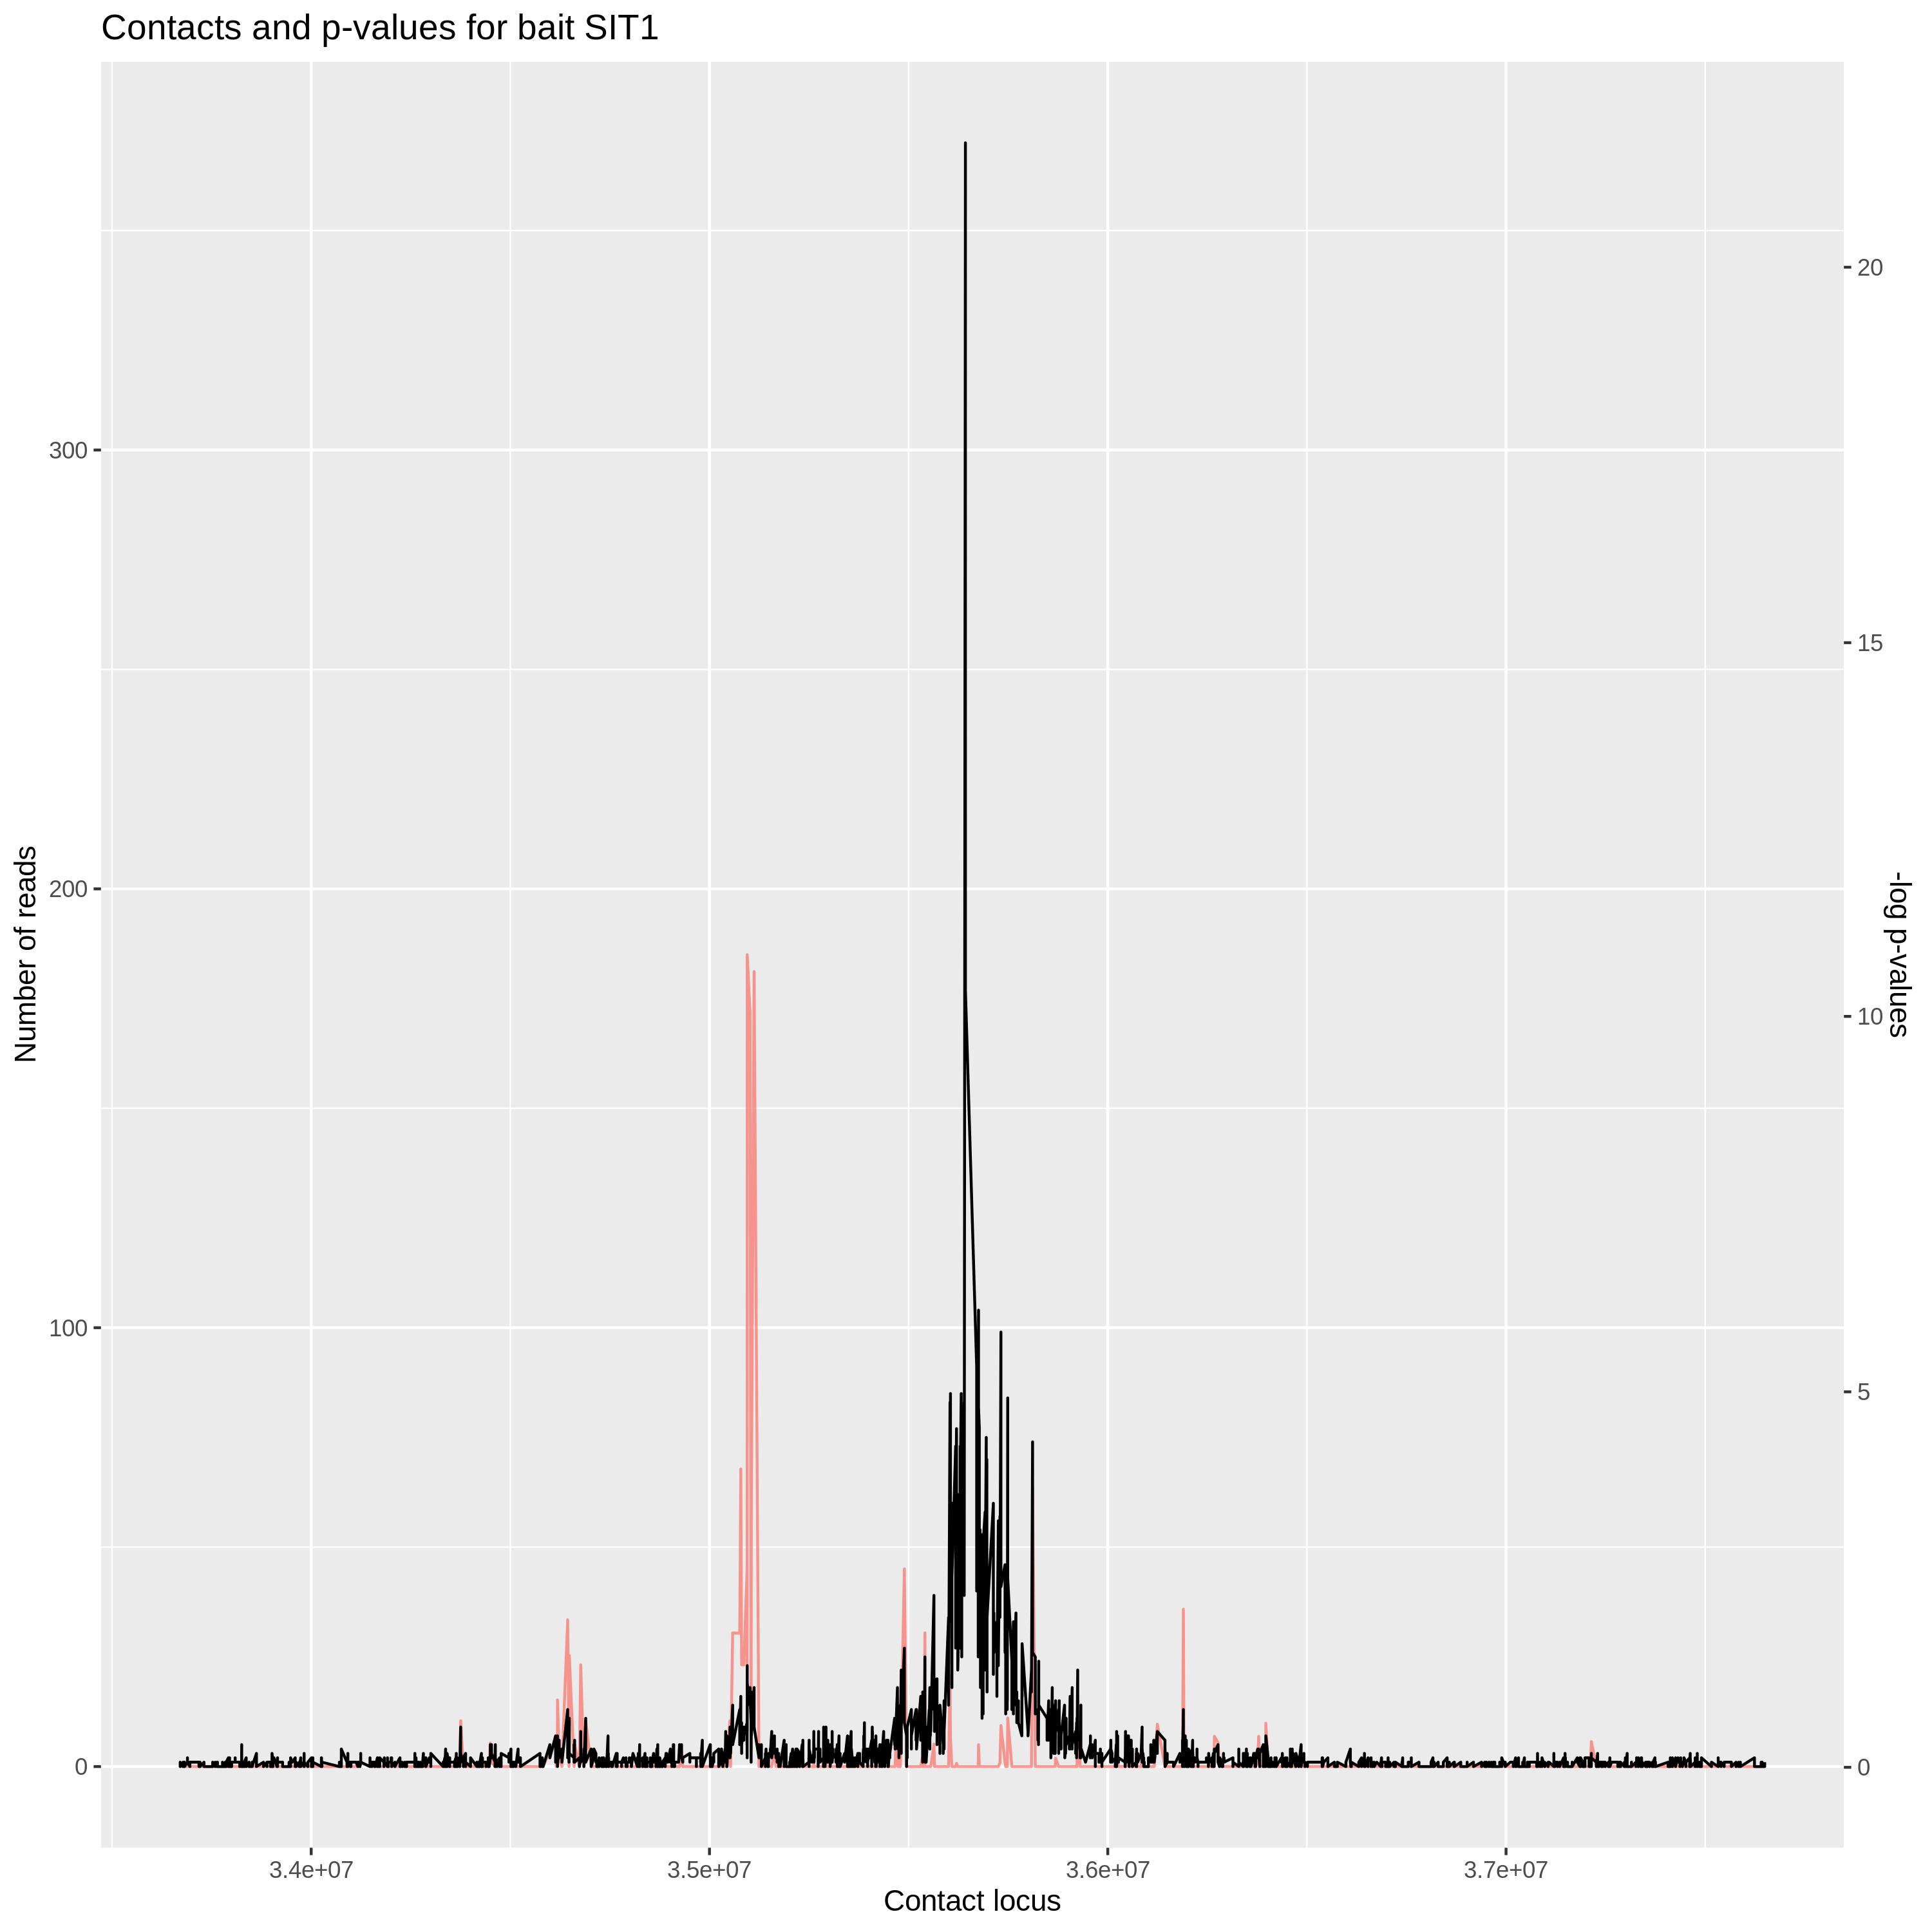 Contacts and p-values for bait SIT1
Number of reads
300
200
100
0
20
15
10
5
0
-log p-values
3.4e+07 3.5e+07 3.6e+07 3.7e+07
Contact locus